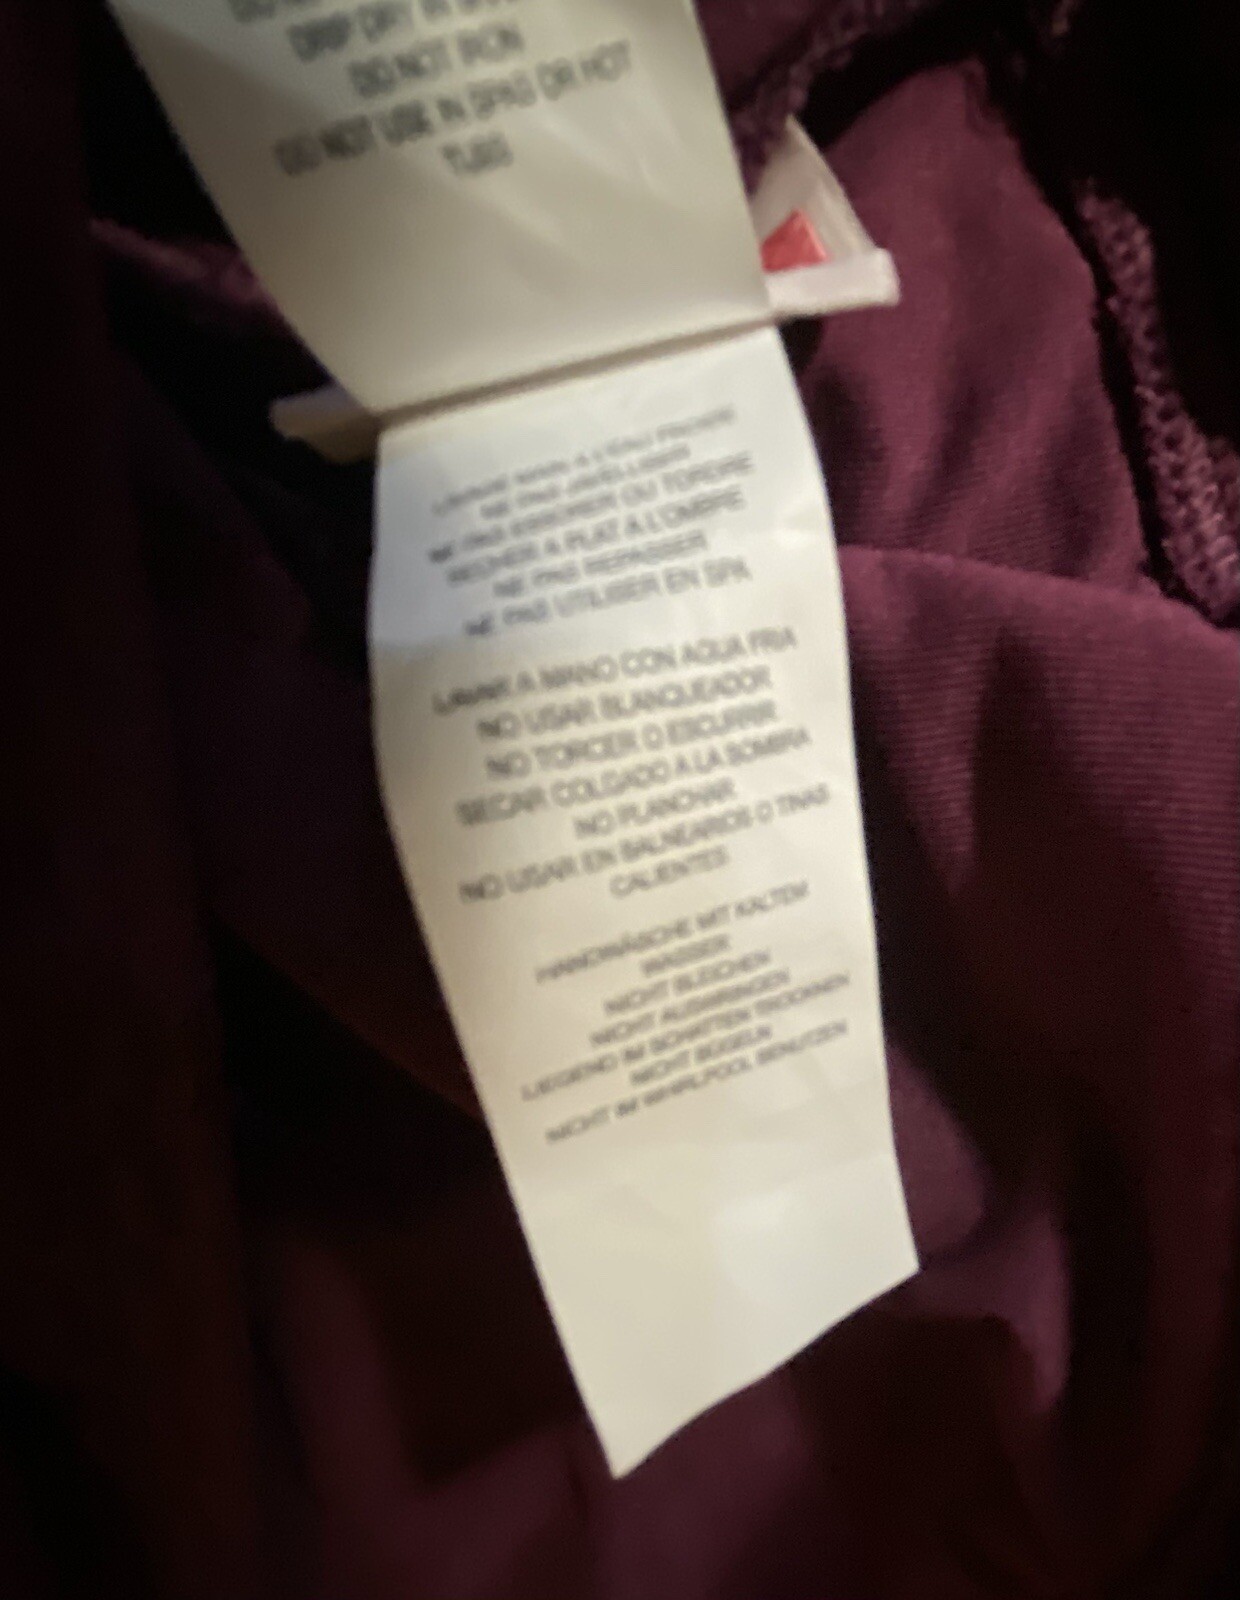 DRIP DRY IN
DO NOT IRON
DO NOT USE IN SPAS OR HOT
TUBS
NE PAS JAVELLISER
NE PAS ESSORER OU TORDRE
SECHER A PLAT À L'OMBRE
NE PAS REPASSER
NE PAS UTILISER EN SPA
A MANO CON AGUA FRIA
NO USAR BLANQUEADOR
NO TORCER O ESCURRIR
SECAR COLGADO A LA SOMBRA
NO PLANCHAR
NO USAR EN BALNEARIOS O TINAS
CALIENTES
HANDWÄSCHE MIT KALTEM
WASSER
NICHT BLEICHEN
NICHT AUSWRINGEN
LIEGEND IM SCHATTEN TROCKNEN
NICHT BÜGELN
NICHT IM WHIRLPOOL BENUTZEN